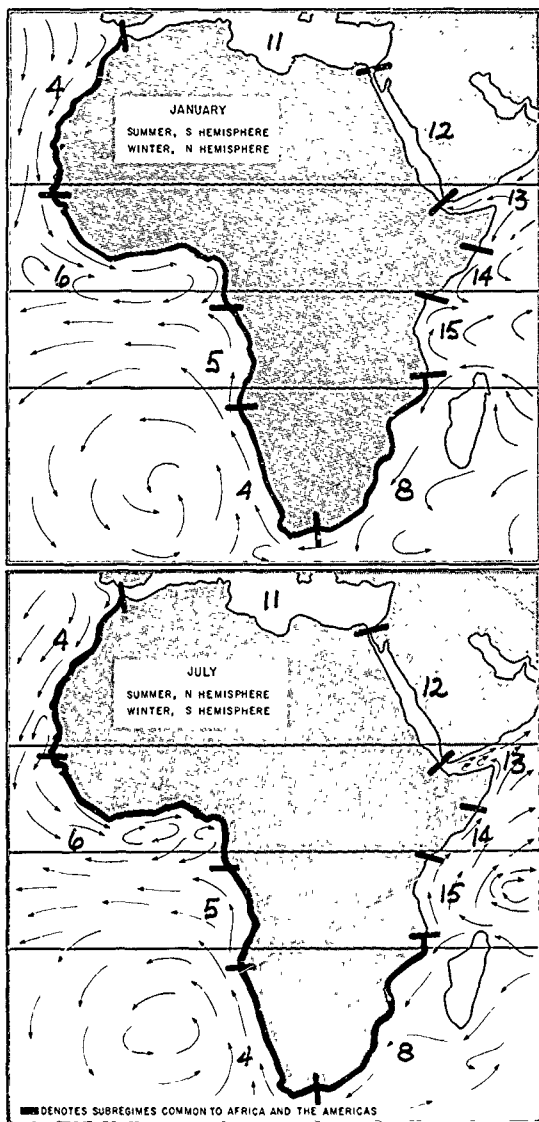 11
4
JANUARY
SUMMER, S HEMISPHERE
WINTER, N HEMISPHERE
12
13
14
6
15
5
4
8
11
4
JULY
SUMMER, N HEMISPHERE
WINTER, S HEMISPHERE
12
13
14
6
15
5
4
8
DENOTES SUBREGIMES COMMON TO AFRICA AND THE AMERICAS